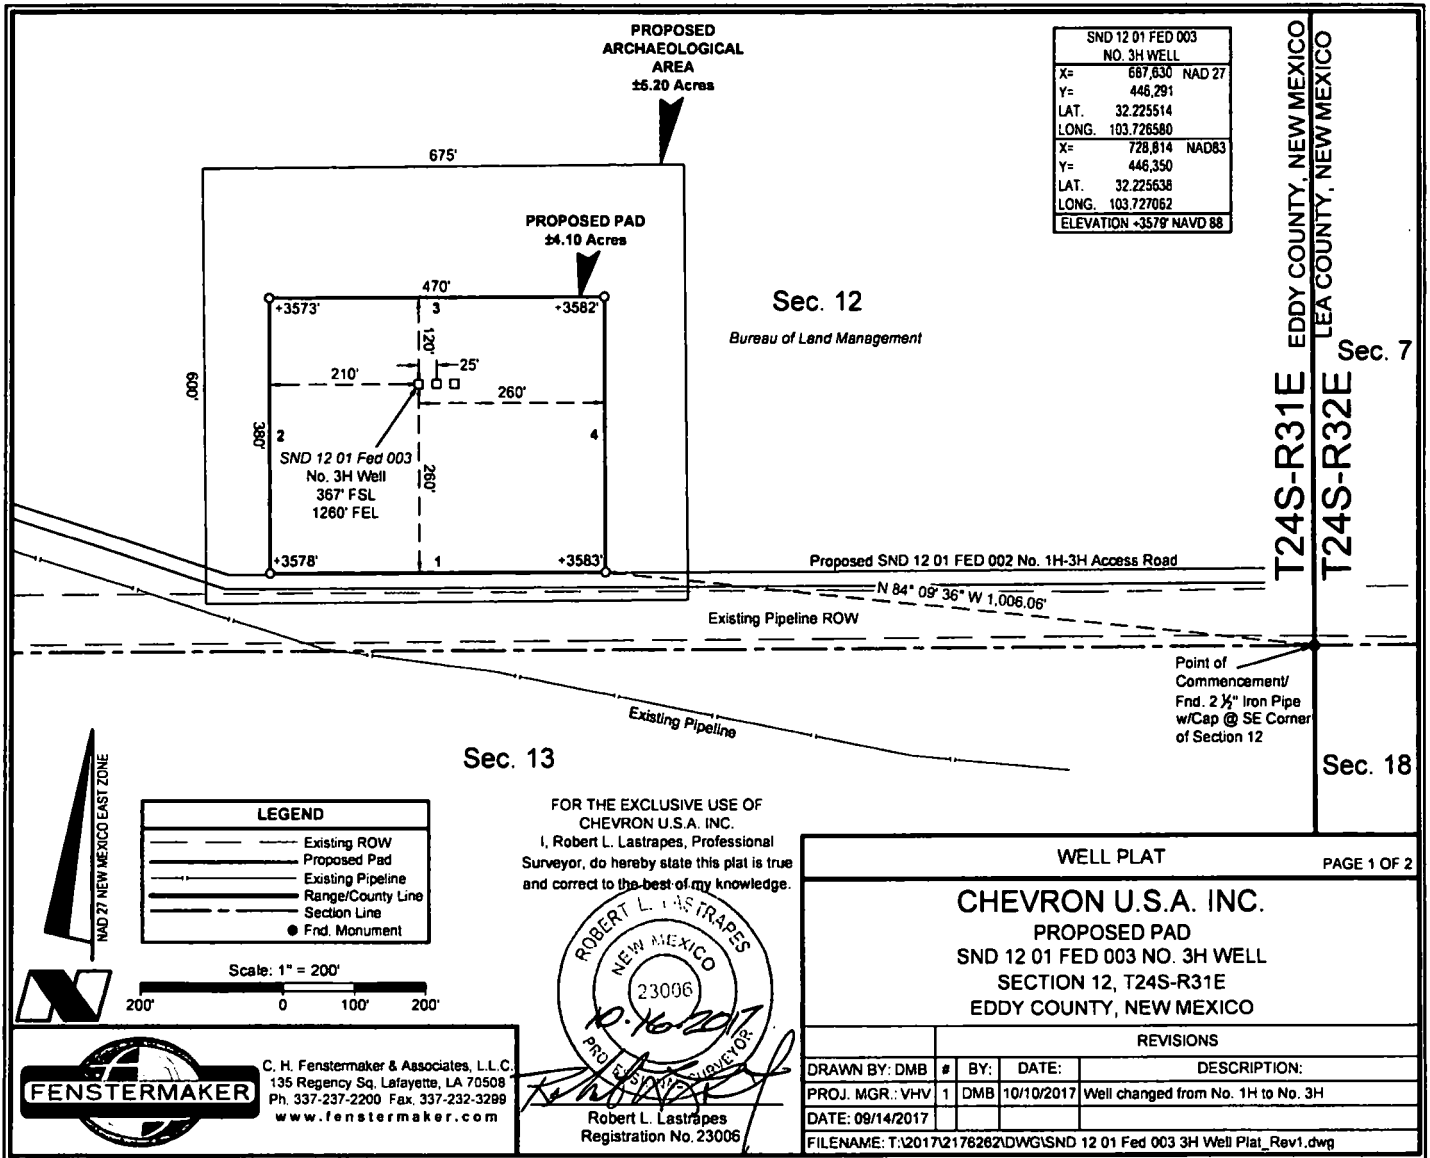 PROPOSED
ARCHAEOLOGICAL
AREA
±5.20 Acres
675'
600'
PROPOSED PAD
±4.10 Acres
470'
+3573'
3
+3582'
120'
25'
210'
260'
380'
2
4
SND 12 01 Fed 003
No. 3H Well
367' FSL
1260' FEL
260'
+3578'
1
+3583'
SND 12 01 FED 003
NO. 3H WELL
X= 687,630 NAD 27
Y= 446,291
LAT. 32.225514
LONG. 103.726580
X= 728,814 NAD83
Y= 446,350
LAT. 32.225638
LONG. 103.727062
ELEVATION +3579' NAVD 88
Sec. 12
Bureau of Land Management
EDDY COUNTY, NEW MEXICO
LEA COUNTY, NEW MEXICO
T24S-R31E
T24S-R32E
Sec. 7
Proposed SND 12 01 FED 002 No. 1H-3H Access Road
N 84° 09' 36" W 1,006.06'
Existing Pipeline ROW
Point of
Commencement/
Fnd. 2 ½" Iron Pipe
w/Cap @ SE Corner
of Section 12
Existing Pipeline
Sec. 13
Sec. 18
NAD 27 NEW MEXICO EAST ZONE
LEGEND
Existing ROW
Proposed Pad
Existing Pipeline
Range/County Line
Section Line
Fnd. Monument
Scale: 1" = 200'
200' 0 100' 200'
FENSTERMAKER
C. H. Fenstermaker & Associates, L.L.C.
135 Regency Sq. Lafayette, LA 70508
Ph. 337-237-2200 Fax. 337-232-3299
www.fenstermaker.com
FOR THE EXCLUSIVE USE OF
CHEVRON U.S.A. INC.
I, Robert L. Lastrapes, Professional
Surveyor, do hereby state this plat is true
and correct to the best of my knowledge.
ROBERT L. LASTRAPES
NEW MEXICO
23006
10-16-2017
PROFESSIONAL SURVEYOR
Robert L. Lastrapes
Registration No. 23006
WELL PLAT
PAGE 1 OF 2
CHEVRON U.S.A. INC.
PROPOSED PAD
SND 12 01 FED 003 NO. 3H WELL
SECTION 12, T24S-R31E
EDDY COUNTY, NEW MEXICO
REVISIONS
DRAWN BY: DMB # BY: DATE: DESCRIPTION:
PROJ. MGR.: VHV 1 DMB 10/10/2017 Well changed from No. 1H to No. 3H
DATE: 09/14/2017
FILENAME: T:\2017\2176262\DWG\SND 12 01 Fed 003 3H Well Plat_Rev1.dwg